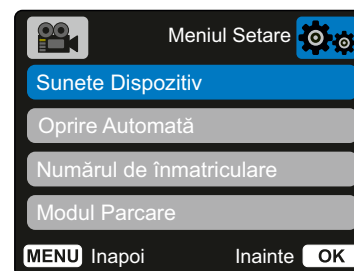 Meniul Setare
Sunete Dispozitiv
Oprire Automată
Numărul de înmatriculare
Modul Parcare
MENU Inapoi Inainte OK